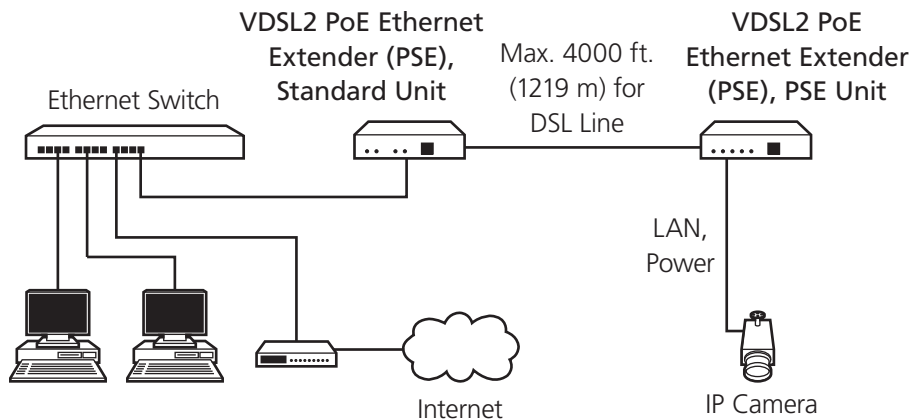 VDSL2 PoE Ethernet
Extender (PSE),
Standard Unit
Max. 4000 ft.
(1219 m) for
DSL Line
VDSL2 PoE
Ethernet Extender
(PSE), PSE Unit
Ethernet Switch
LAN,
Power
Internet
IP Camera